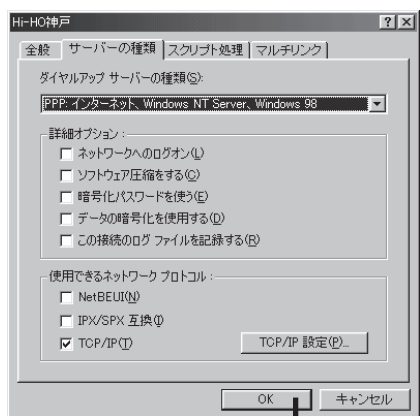 Hi-HO神戸
全般 サーバーの種類 スクリプト処理 マルチリンク
ダイヤルアップ サーバーの種類(S):
PPP: インターネット、Windows NT Server、Windows 98
詳細オプション:
ネットワークへのログオン(L)
ソフトウェア圧縮をする(C)
暗号化パスワードを使う(E)
データの暗号化を使用する(D)
この接続のログ ファイルを記録する(R)
使用できるネットワーク プロトコル:
NetBEUI(N)
IPX/SPX 互換(I)
TCP/IP(T) TCP/IP 設定(P)...
OK キャンセル